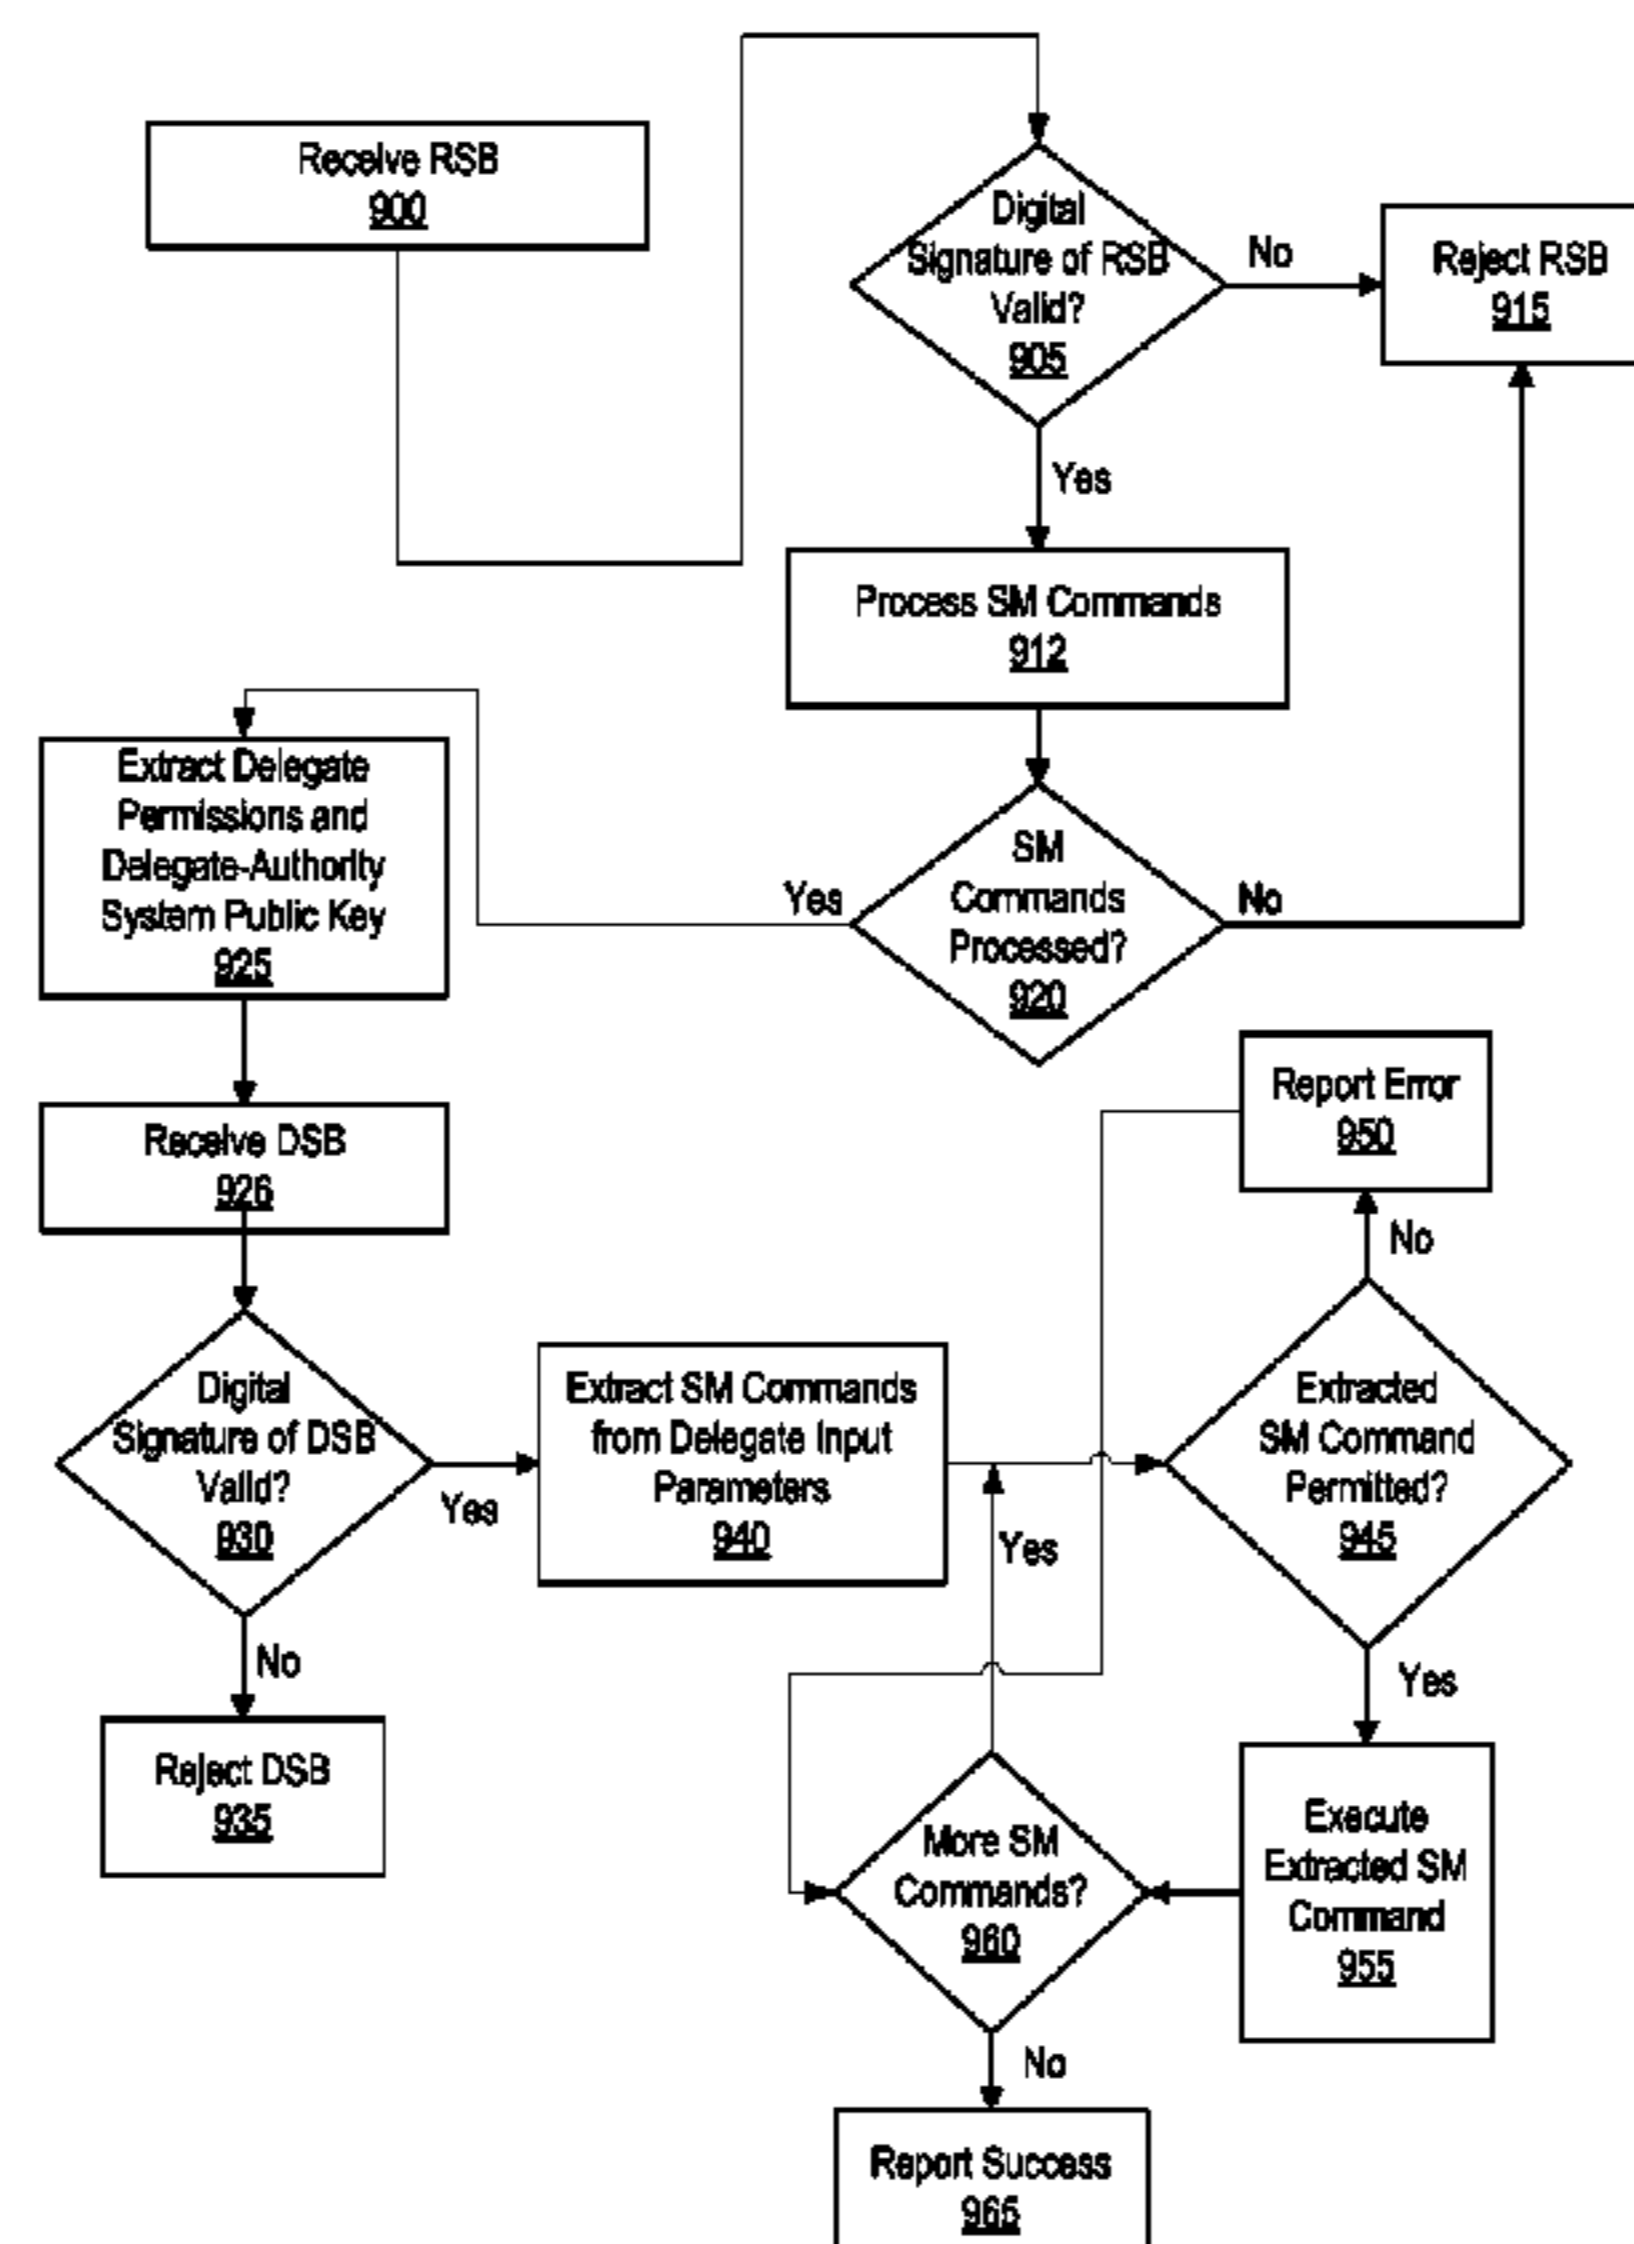 Receive RSB
900
Digital
Signature of RSB
Valid?
905
No
Reject RSB
915
Yes
Process SM Commands
912
SM
Commands
Processed?
920
Yes
No
Extract Delegate
Permissions and
Delegate-Authority
System Public Key
925
Receive DSB
926
Digital
Signature of DSB
Valid?
930
Yes
No
Reject DSB
935
Extract SM Commands
from Delegate Input
Parameters
940
Extracted
SM Command
Permitted?
945
No
Report Error
950
Yes
Execute
Extracted SM
Command
955
More SM
Commands?
960
Yes
No
Report Success
965